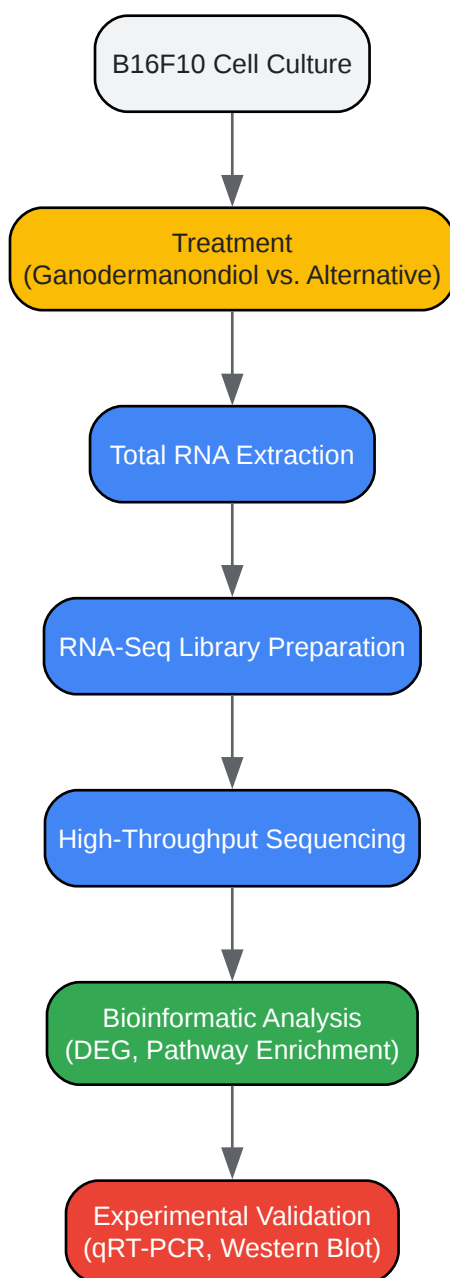 B16F10 Cell Culture
Treatment
(Ganodermanondiol vs. Alternative)
Total RNA Extraction
RNA-Seq Library Preparation
High-Throughput Sequencing
Bioinformatic Analysis
(DEG, Pathway Enrichment)
Experimental Validation
(qRT-PCR, Western Blot)